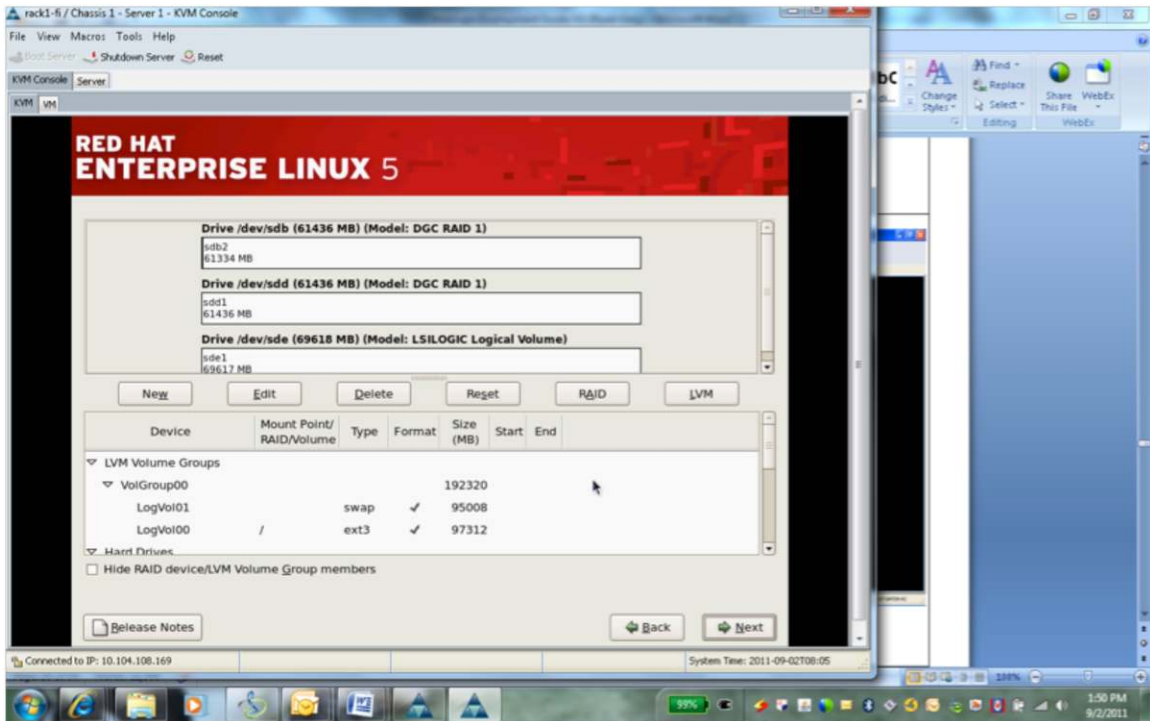 rack1-fi / Chassis 1 - Server 1 - KVM Console
File View Macros Tools Help
Boot Server Shutdown Server Reset
KVM Console Server
KVM VM
RED HAT
ENTERPRISE LINUX 5
Drive /dev/sdb (61436 MB) (Model: DGC RAID 1)
sdb2
61334 MB
Drive /dev/sdd (61436 MB) (Model: DGC RAID 1)
sdd1
61436 MB
Drive /dev/sde (69618 MB) (Model: LSILOGIC Logical Volume)
sde1
69617 MB
New Edit Delete Reset RAID LVM
Device Mount Point/ RAID/Volume Type Format Size (MB) Start End
LVM Volume Groups
VolGroup00 192320
LogVol01 swap ✓ 95008
LogVol00 / ext3 ✓ 97312
Hard Drives
Hide RAID device/LVM Volume Group members
Release Notes Back Next
Connected to IP: 10.104.108.169 System Time: 2011-09-02T08:05
bC
Change Styles
Find
Replace
Select
Editing
Share This File
WebEx
WebEx
99%
1:50 PM
9/2/2011